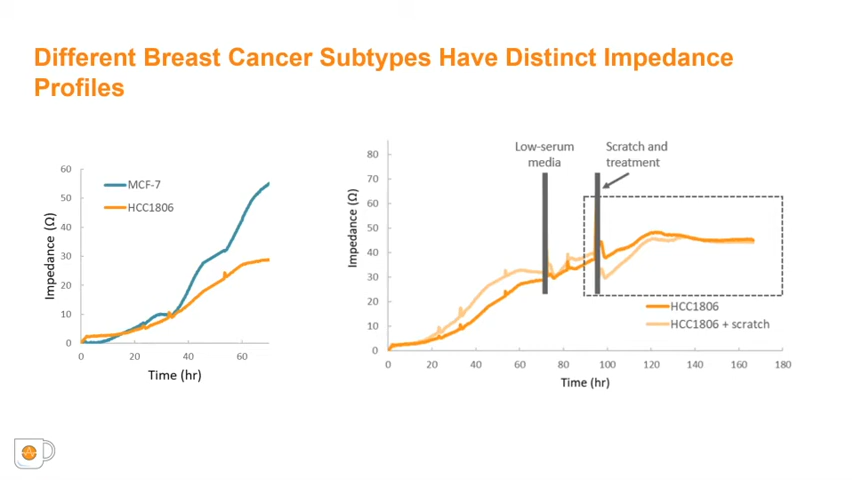 Different Breast Cancer Subtypes Have Distinct Impedance
Profiles
60
50
40
30
20
10
0
Impedance (Ω)
MCF-7
HCC1806
0
20
40
60
Time (hr)
Low-serum
media
Scratch and
treatment
80
70
60
50
40
30
20
10
0
Impedance (Ω)
HCC1806
HCC1806 + scratch
0
20
40
60
80
100
120
140
160
180
Time (hr)